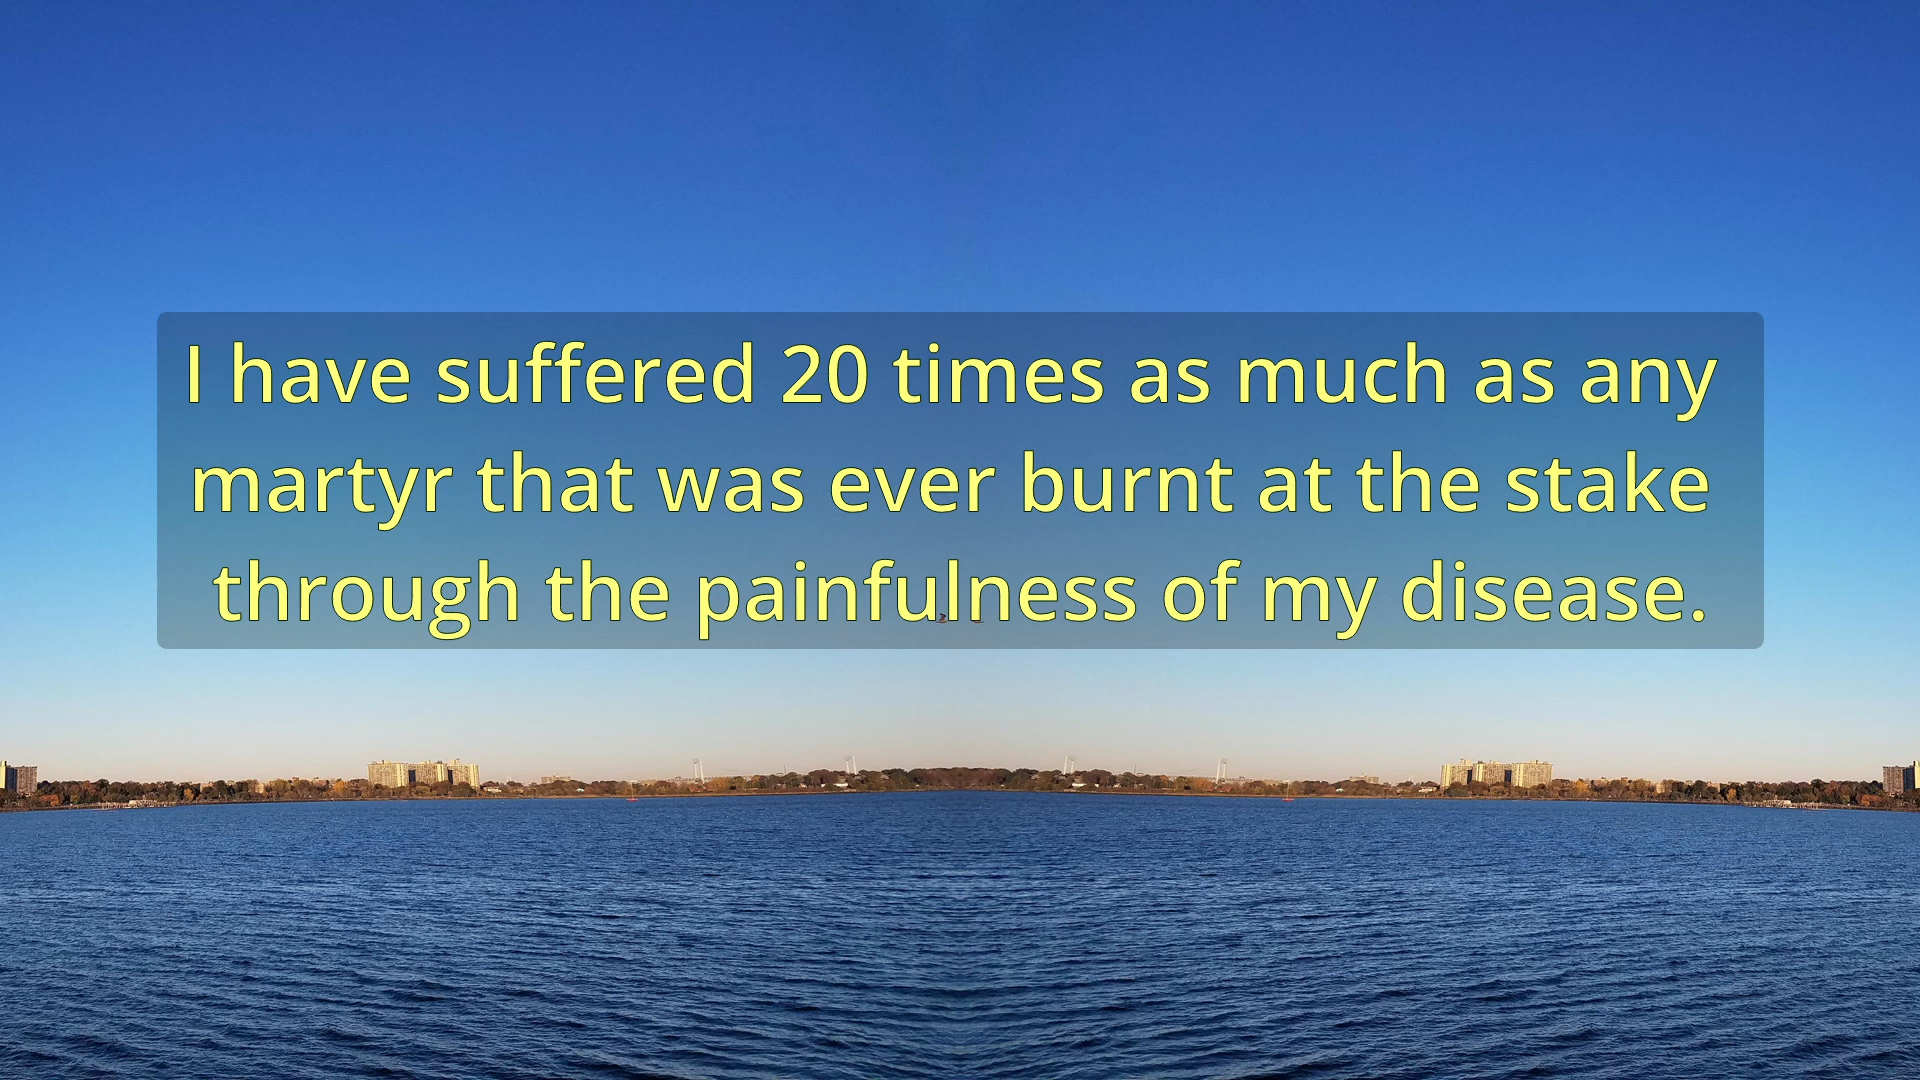 I have suffered 20 times as much as any
martyr that was ever burnt at the stake
through the painfulness of my disease.